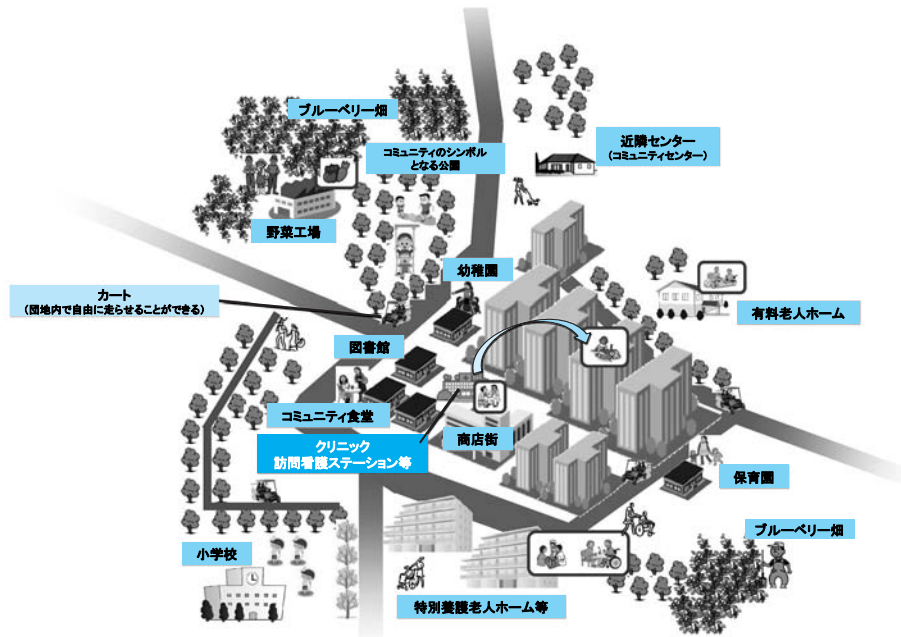 ブルーベリー畑
近隣センター
(コミュニティセンター)
コミュニティのシンボル
となる公園
野菜工場
幼稚園
カート
(団地内で自由に走らせることができる)
有料老人ホーム
図書館
コミュニティ食堂
商店街
クリニック
訪問看護ステーション等
保育園
ブルーベリー畑
小学校
特別養護老人ホーム等